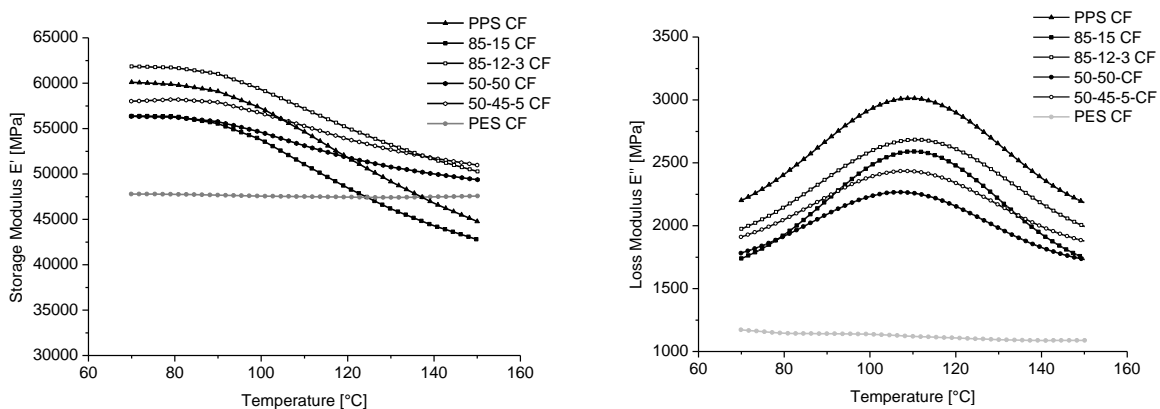 PPS CF
85-15 CF
85-12-3 CF
50-50 CF
50-45-5 CF
PES CF
65000
60000
55000
50000
45000
40000
35000
30000
60 80 100 120 140 160
Storage Modulus E' [MPa]
Temperature [°C]
PPS CF
85-15 CF
85-12-3 CF
50-50-CF
50-45-5-CF
PES CF
3500
3000
2500
2000
1500
1000
60 80 100 120 140 160
Loss Modulus E'' [MPa]
Temperature [°C]